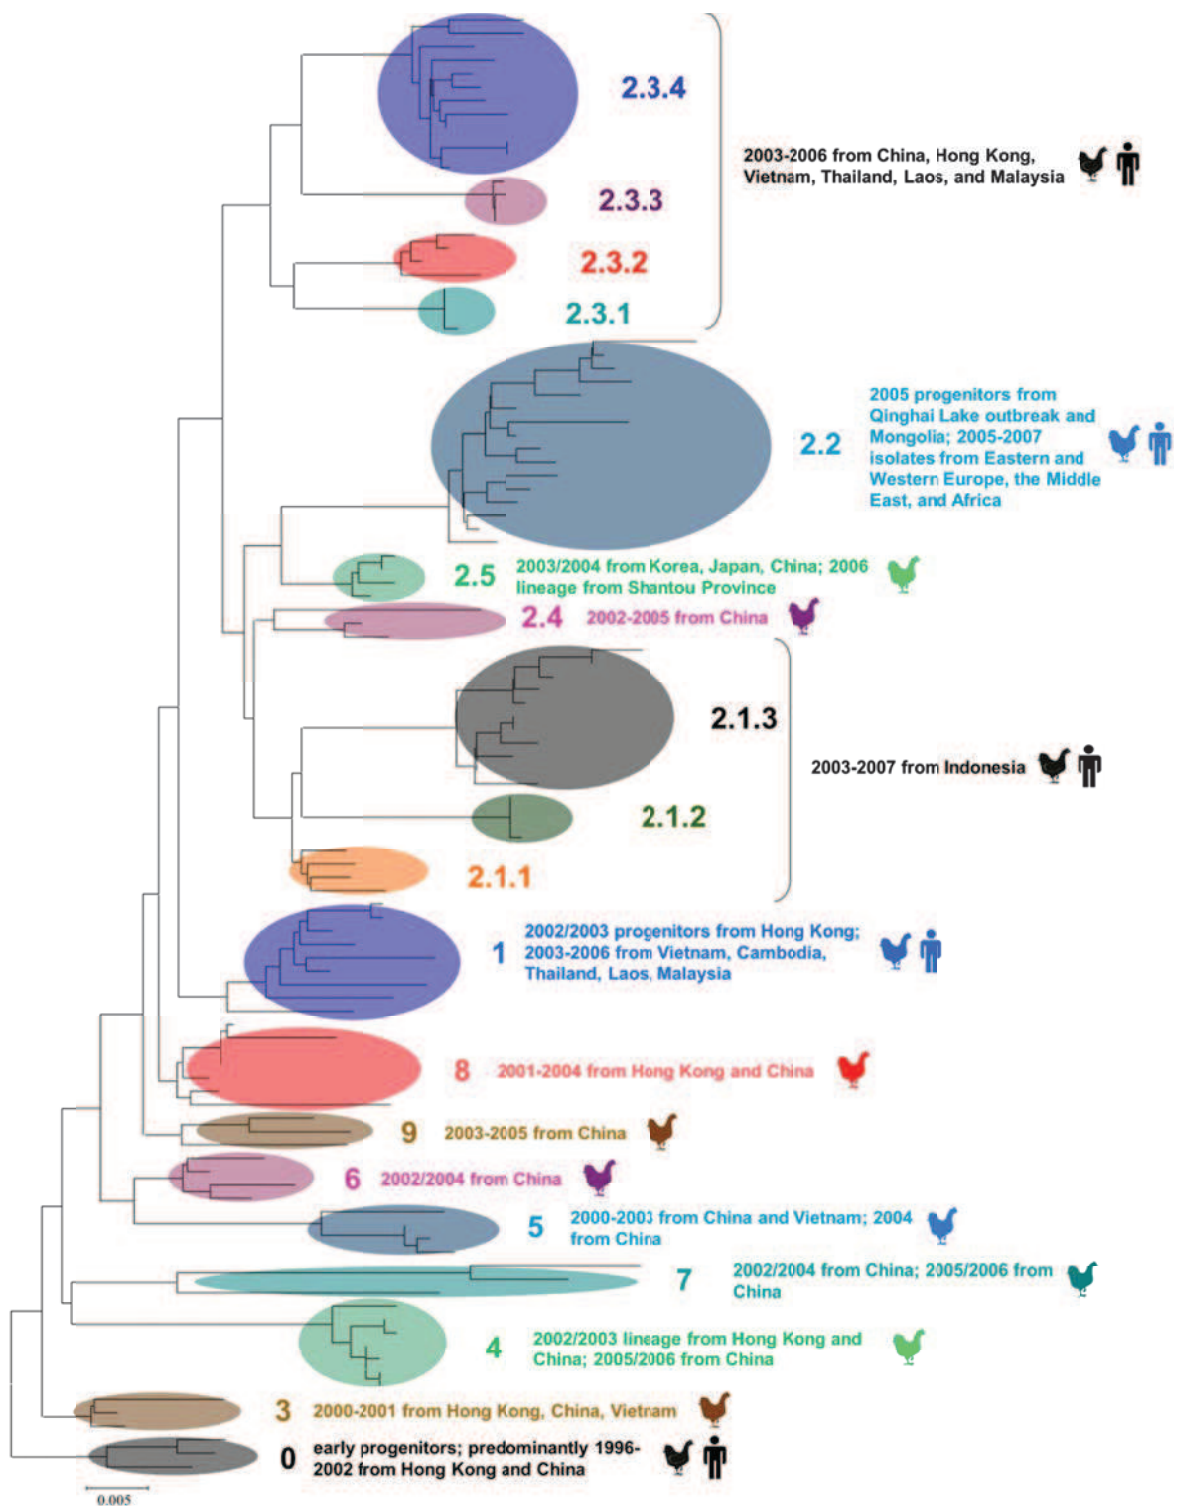 2.3.4
2003-2006 from China, Hong Kong,
Vietnam, Thailand, Laos, and Malaysia
2.3.3
2.3.2
2.3.1
2.2
2005 progenitors from
Qinghai Lake outbreak and
Mongolia; 2005-2007
isolates from Eastern and
Western Europe, the Middle
East, and Africa
2.5
2003/2004 from Korea, Japan, China; 2006
lineage from Shantou Province
2.4
2002-2005 from China
2.1.3
2003-2007 from Indonesia
2.1.2
2.1.1
1
2002/2003 progenitors from Hong Kong;
2003-2006 from Vietnam, Cambodia,
Thailand, Laos, Malaysia
8
2001-2004 from Hong Kong and China
9
2003-2005 from China
6
2002/2004 from China
5
2000-2003 from China and Vietnam; 2004
from China
7
2002/2004 from China; 2005/2006 from
China
4
2002/2003 lineage from Hong Kong and
China; 2005/2006 from China
3
2000-2001 from Hong Kong, China, Vietnam
0
early progenitors; predominantly 1996-
2002 from Hong Kong and China
0.005